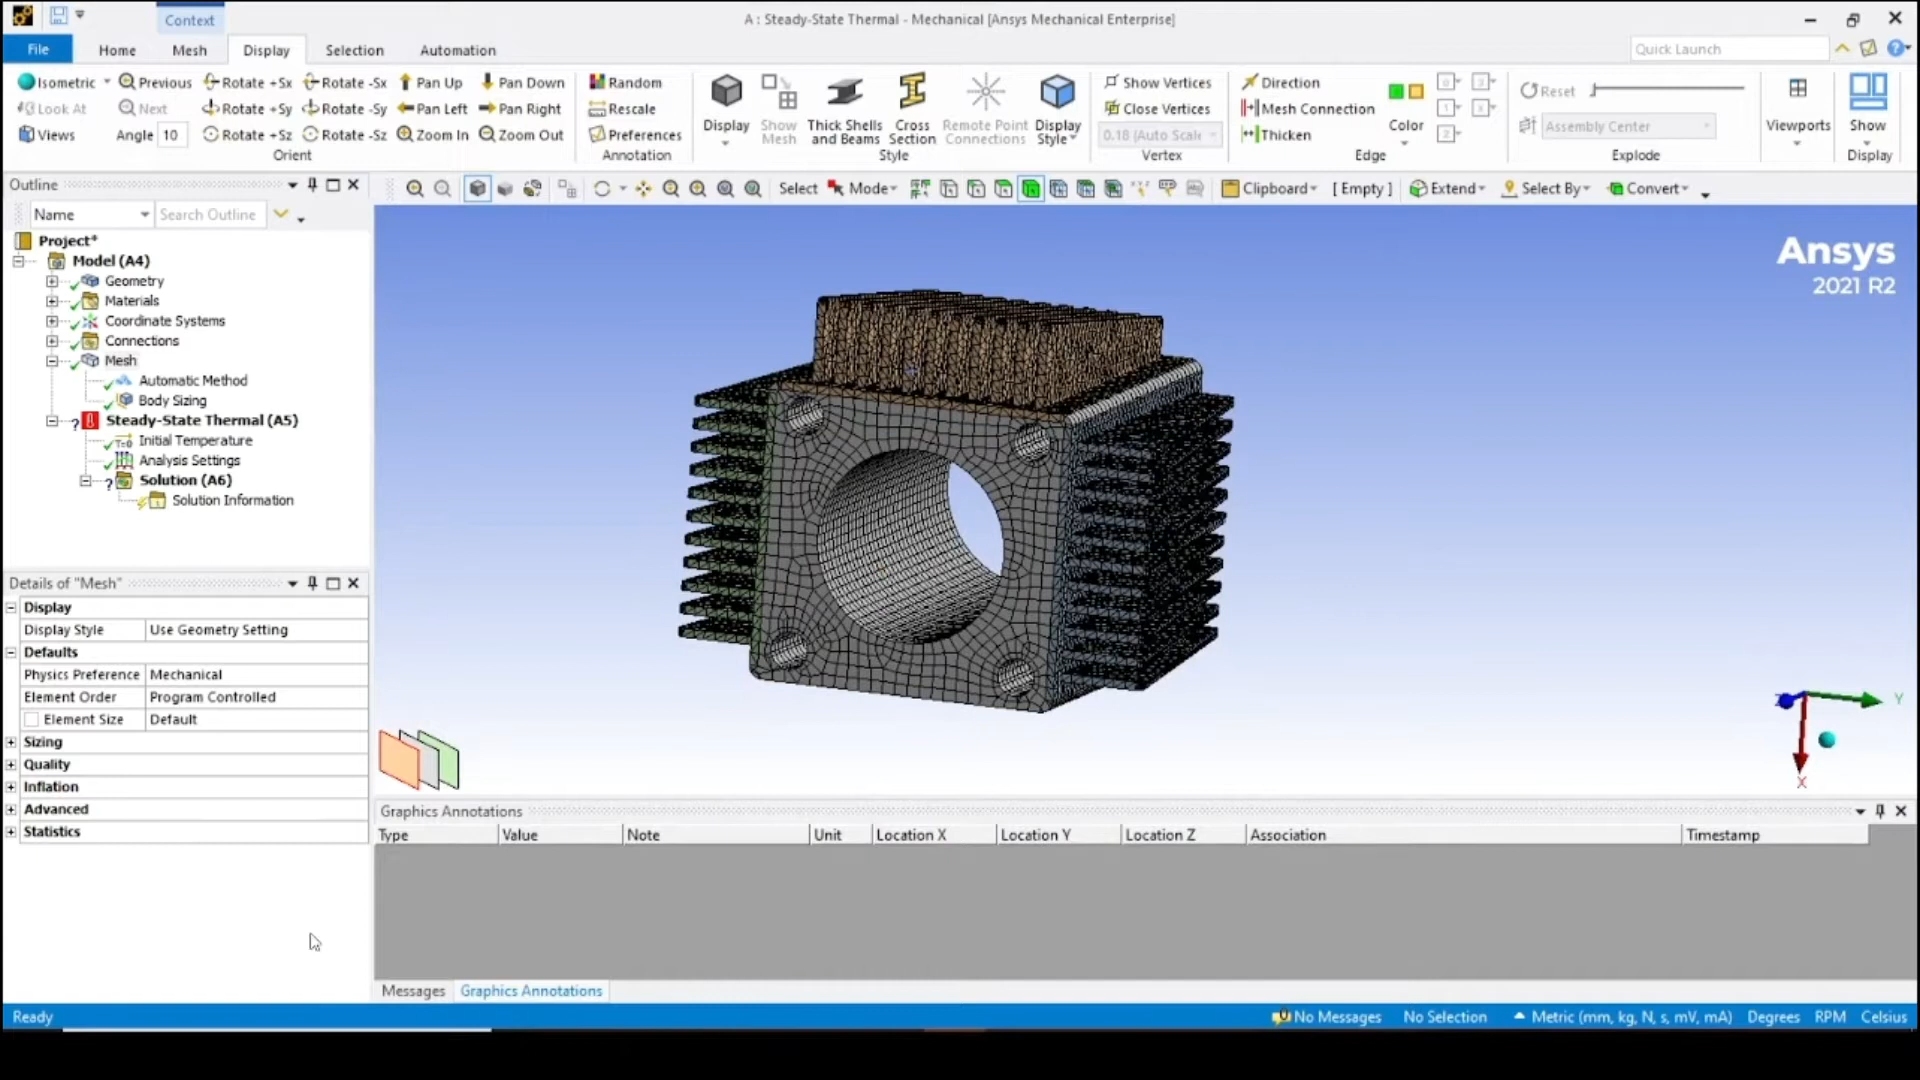 Context
A : Steady-State Thermal - Mechanical [Ansys Mechanical Enterprise]
File Home Mesh Display Selection Automation
Quick Launch
Isometric Previous Rotate +Sx Rotate -Sx Pan Up Pan Down
Look At Next Rotate +Sy Rotate -Sy Pan Left Pan Right
Views Angle 10 Rotate +Sz Rotate -Sz Zoom In Zoom Out
Orient
Random
Rescale
Preferences
Annotation
Display
Show Mesh
Thick Shells and Beams
Cross Section
Remote Point Connections
Display Style
Style
Show Vertices
Close Vertices
0.18 (Auto Scale
Vertex
Direction
Mesh Connection
Thicken
Color
Edge
Reset
Assembly Center
Explode
Viewports
Show
Display
Outline
Select Mode Clipboard [ Empty ] Extend Select By Convert
Name Search Outline
Project*
Model (A4)
Geometry
Materials
Coordinate Systems
Connections
Mesh
Automatic Method
Body Sizing
Steady-State Thermal (A5)
Initial Temperature
Analysis Settings
Solution (A6)
Solution Information
Ansys
2021 R2
Y
X
Details of "Mesh"
Display
Display Style Use Geometry Setting
Defaults
Physics Preference Mechanical
Element Order Program Controlled
Element Size Default
Sizing
Quality
Inflation
Advanced
Statistics
Graphics Annotations
Type Value Note Unit Location X Location Y Location Z Association Timestamp
Messages Graphics Annotations
Ready
No Messages No Selection Metric (mm, kg, N, s, mV, mA) Degrees RPM Celsius